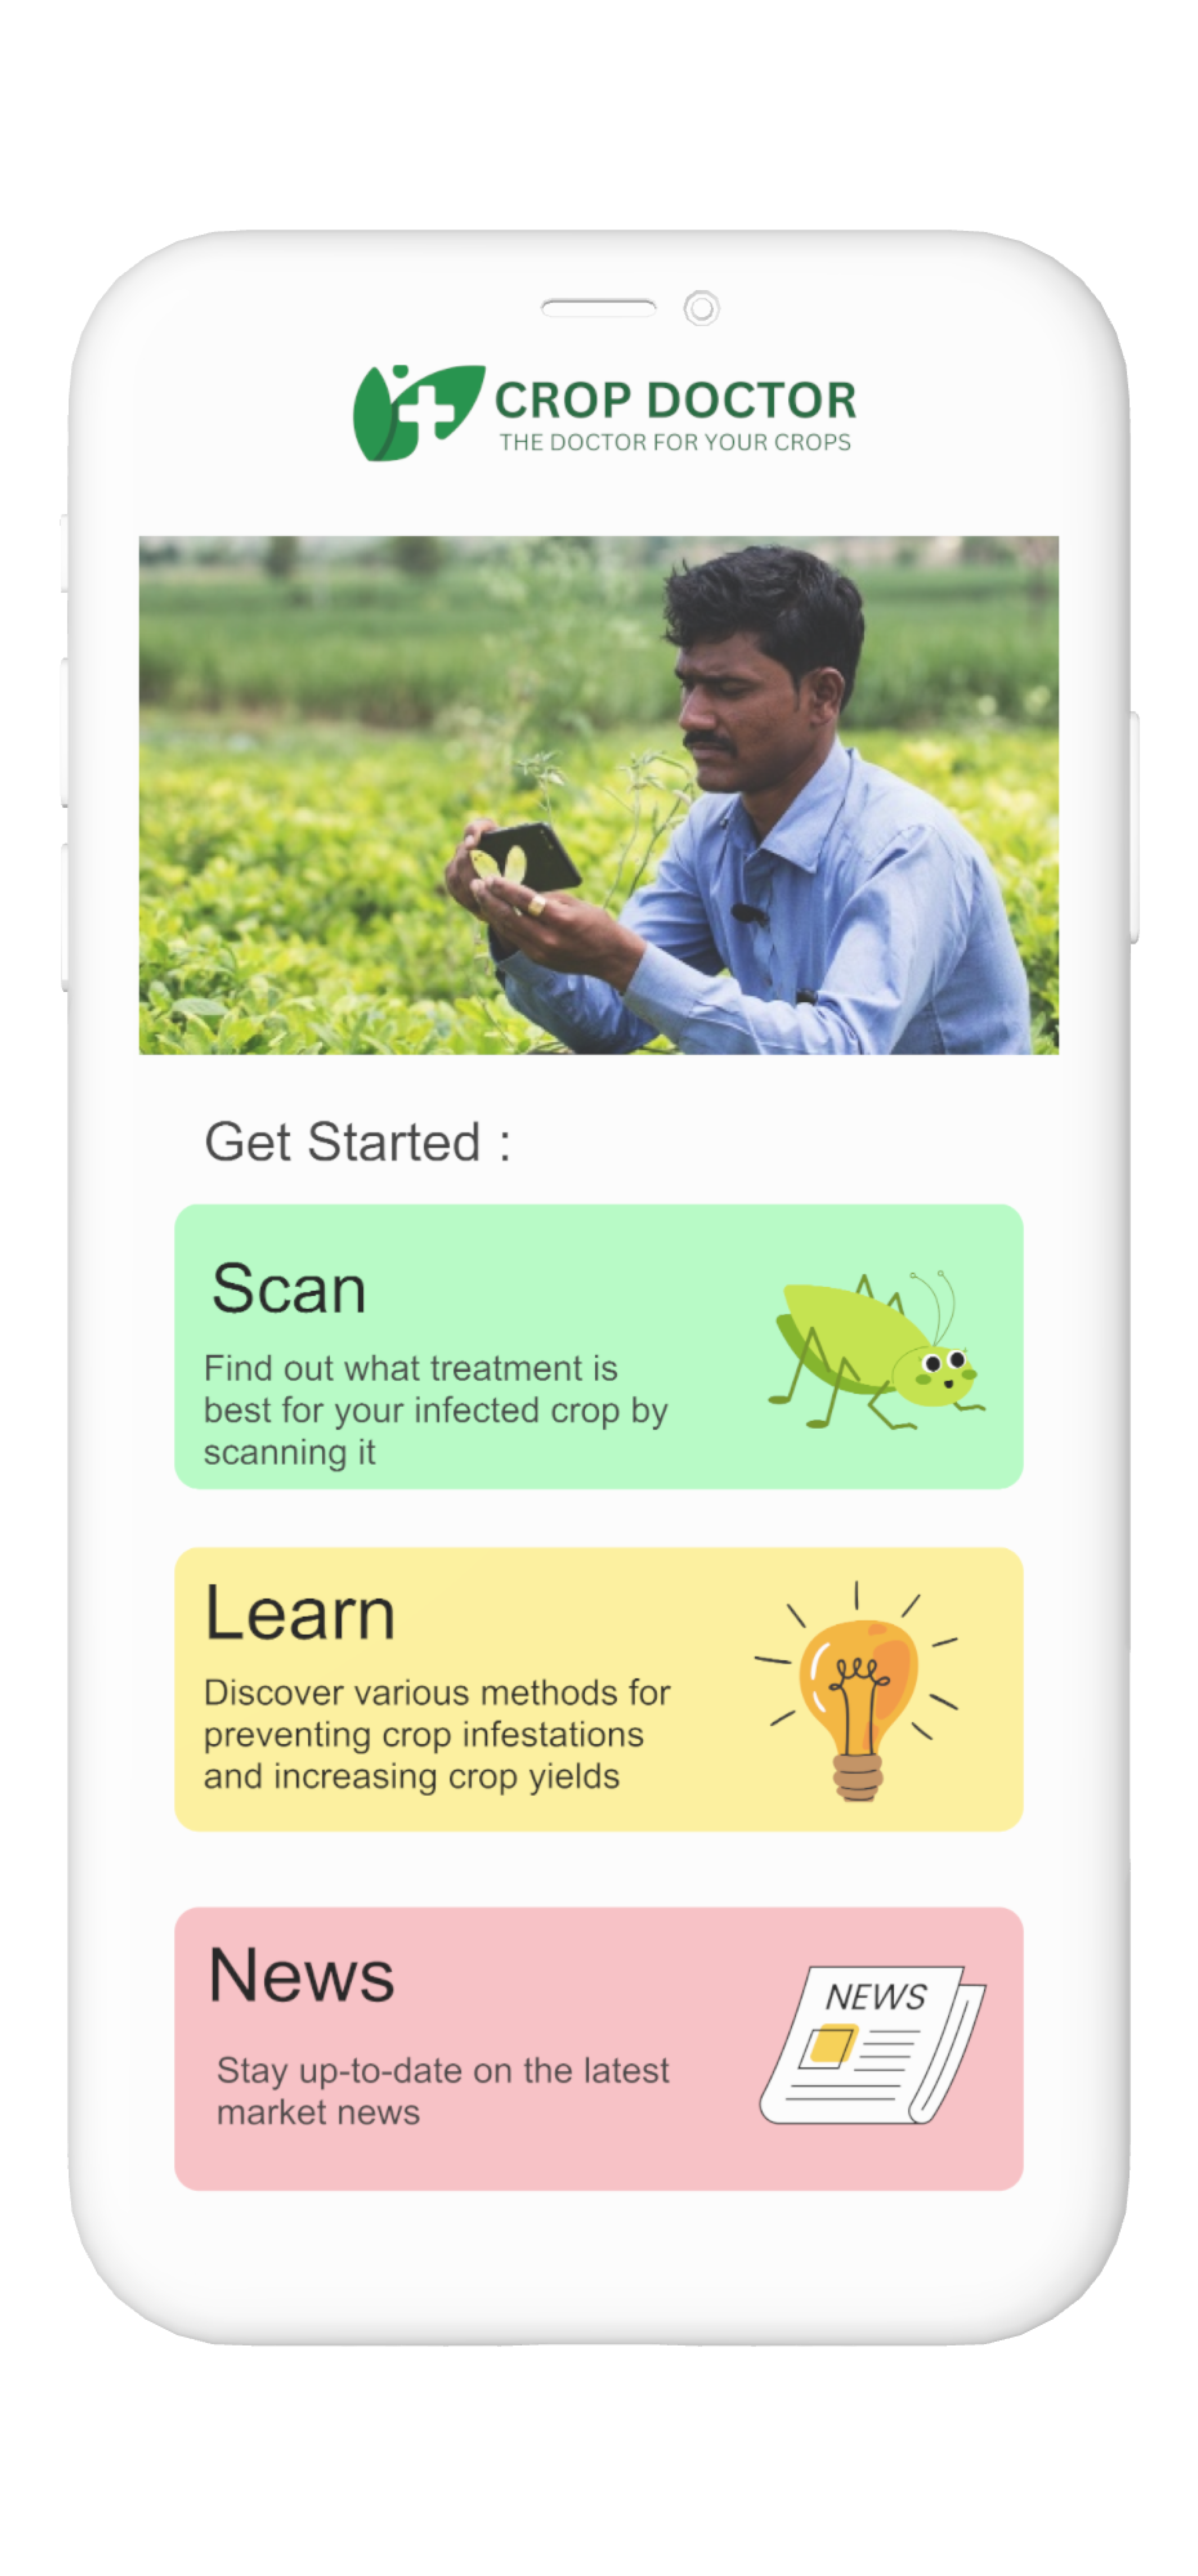 CROP DOCTOR
THE DOCTOR FOR YOUR CROPS
Get Started :
Scan
Find out what treatment is
best for your infected crop by
scanning it
Learn
Discover various methods for
preventing crop infestations
and increasing crop yields
News
Stay up-to-date on the latest
market news
NEWS